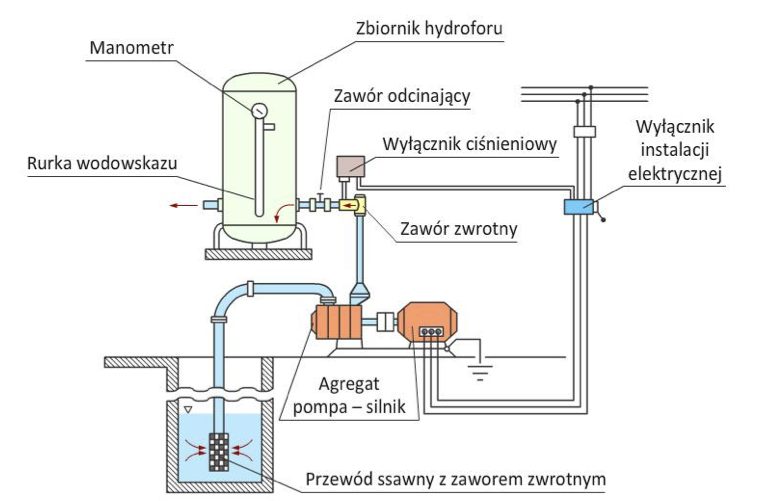 Zbiornik hydroforu
Manometr
Zawór odcinający
Wyłącznik
instalacji
elektrycznej
Wyłącznik ciśnieniowy
Rurka wodowskazu
Zawór zwrotny
Agregat
pompa – silnik
Przewód ssawny z zaworem zwrotnym